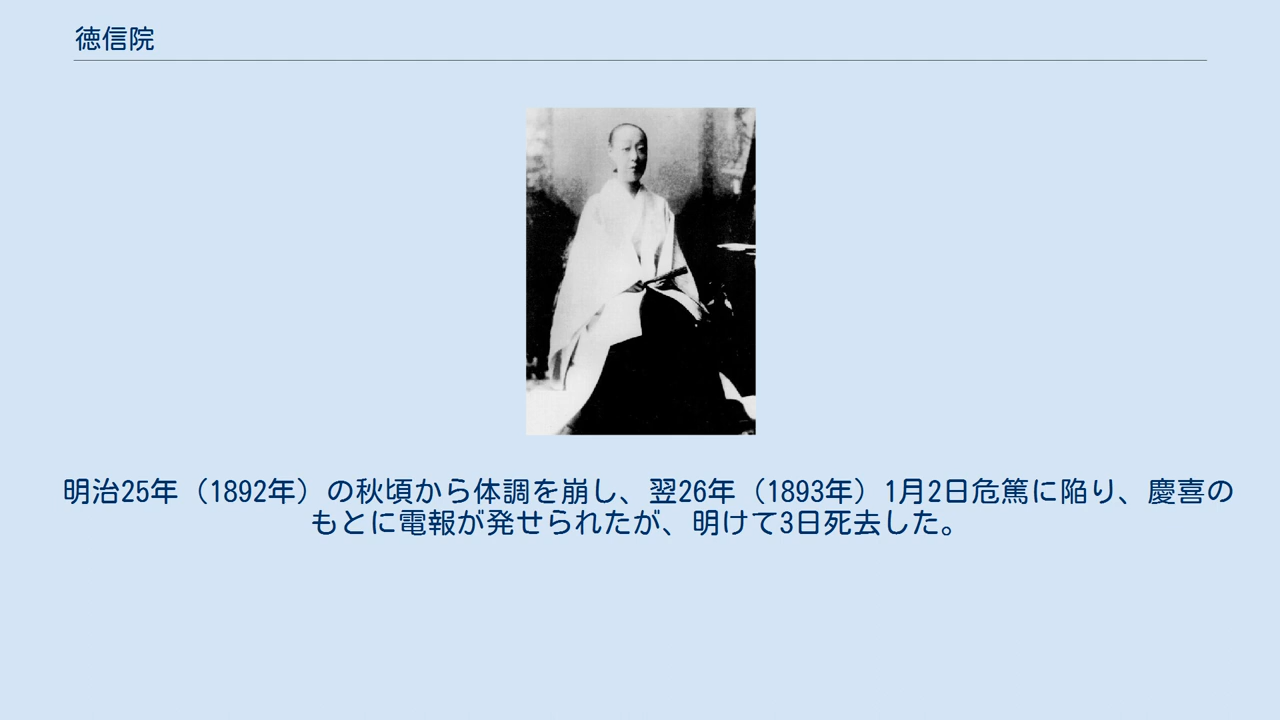 徳信院
明治25年（1892年）の秋頃から体調を崩し、翌26年（1893年）1月2日危篤に陥り、慶喜の
もとに電報が発せられたが、明けて3日死去した。